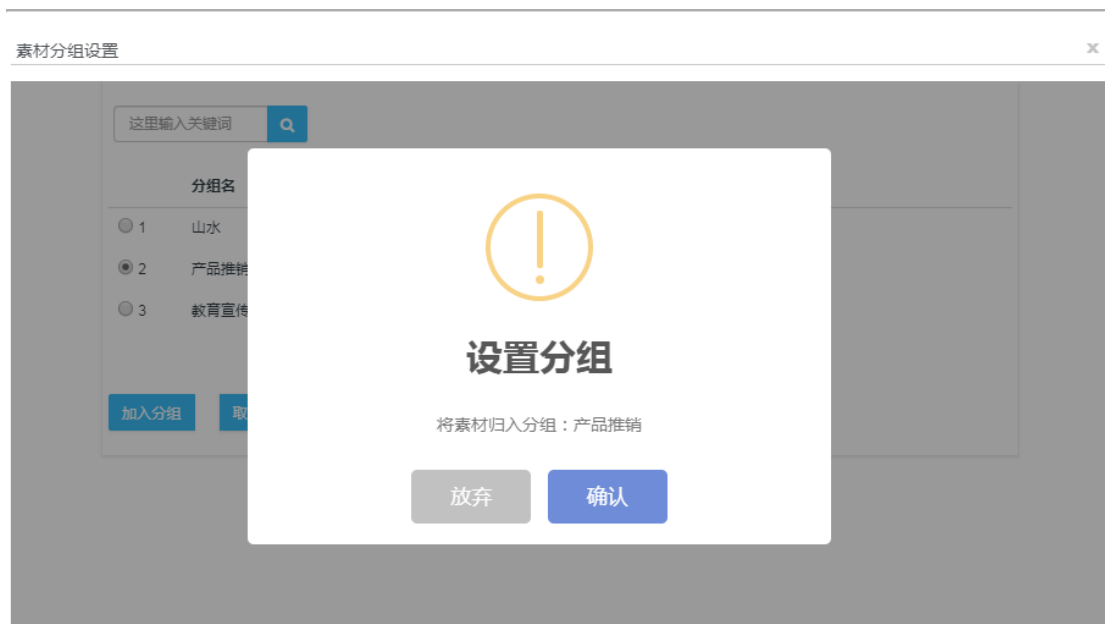 素材分组设置
x
这里输入关键词
分组名
1 山水
2 产品推销
3 教育宣传
加入分组 取
设置分组
将素材归入分组：产品推销
放弃 确认